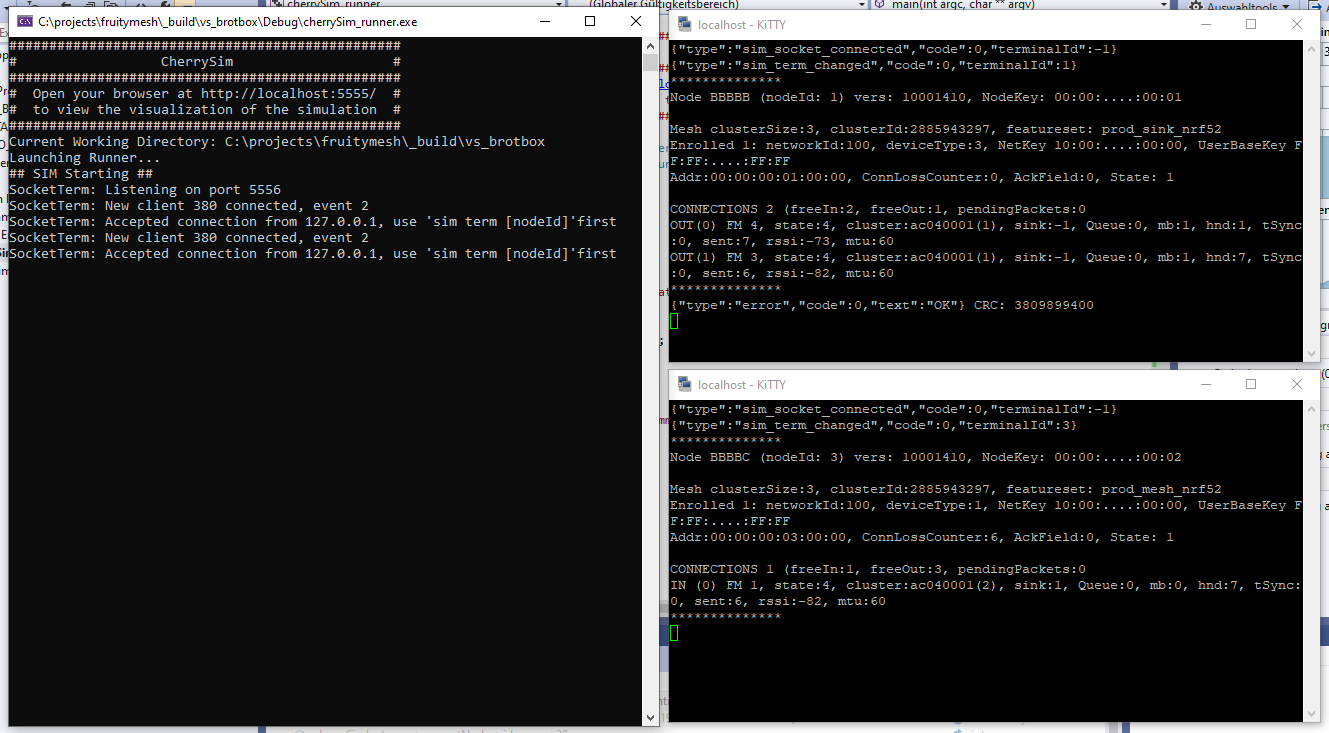 cherrySim_runner
(Globaler Gültigkeitsbereich)
main(int argc, char ** argv)
Auswahltools
C:\projects\fruitymesh\_build\vs_brotbox\Debug\cherrySim_runner.exe
#################################################
# CherrySim #
#################################################
# Open your browser at http://localhost:5555/ #
# to view the visualization of the simulation #
#################################################
Current Working Directory: C:\projects\fruitymesh\_build\vs_brotbox
Launching Runner...
## SIM Starting ##
SocketTerm: Listening on port 5556
SocketTerm: New client 380 connected, event 2
SocketTerm: Accepted connection from 127.0.0.1, use 'sim term [nodeId]'first
SocketTerm: New client 380 connected, event 2
SocketTerm: Accepted connection from 127.0.0.1, use 'sim term [nodeId]'first
localhost - KiTTY
{"type":"sim_socket_connected","code":0,"terminalId":-1}
{"type":"sim_term_changed","code":0,"terminalId":1}
**************
Node BBBBB (nodeId: 1) vers: 10001410, NodeKey: 00:00:....:00:01
Mesh clusterSize:3, clusterId:2885943297, featureset: prod_sink_nrf52
Enrolled 1: networkId:100, deviceType:3, NetKey 10:00:....:00:00, UserBaseKey F
F:FF:....:FF:FF
Addr:00:00:00:01:00:00, ConnLossCounter:0, AckField:0, State: 1
CONNECTIONS 2 (freeIn:2, freeOut:1, pendingPackets:0
OUT(0) FM 4, state:4, cluster:ac040001(1), sink:-1, Queue:0, mb:1, hnd:1, tSync
:0, sent:7, rssi:-73, mtu:60
OUT(1) FM 3, state:4, cluster:ac040001(1), sink:-1, Queue:0, mb:1, hnd:7, tSync
:0, sent:6, rssi:-82, mtu:60
**************
{"type":"error","code":0,"text":"OK"} CRC: 3809899400
localhost - KiTTY
{"type":"sim_socket_connected","code":0,"terminalId":-1}
{"type":"sim_term_changed","code":0,"terminalId":3}
**************
Node BBBBC (nodeId: 3) vers: 10001410, NodeKey: 00:00:....:00:02
Mesh clusterSize:3, clusterId:2885943297, featureset: prod_mesh_nrf52
Enrolled 1: networkId:100, deviceType:1, NetKey 10:00:....:00:00, UserBaseKey F
F:FF:....:FF:FF
Addr:00:00:00:03:00:00, ConnLossCounter:6, AckField:0, State: 1
CONNECTIONS 1 (freeIn:1, freeOut:3, pendingPackets:0
IN (0) FM 1, state:4, cluster:ac040001(2), sink:1, Queue:0, mb:0, hnd:7, tSync:
0, sent:6, rssi:-82, mtu:60
**************